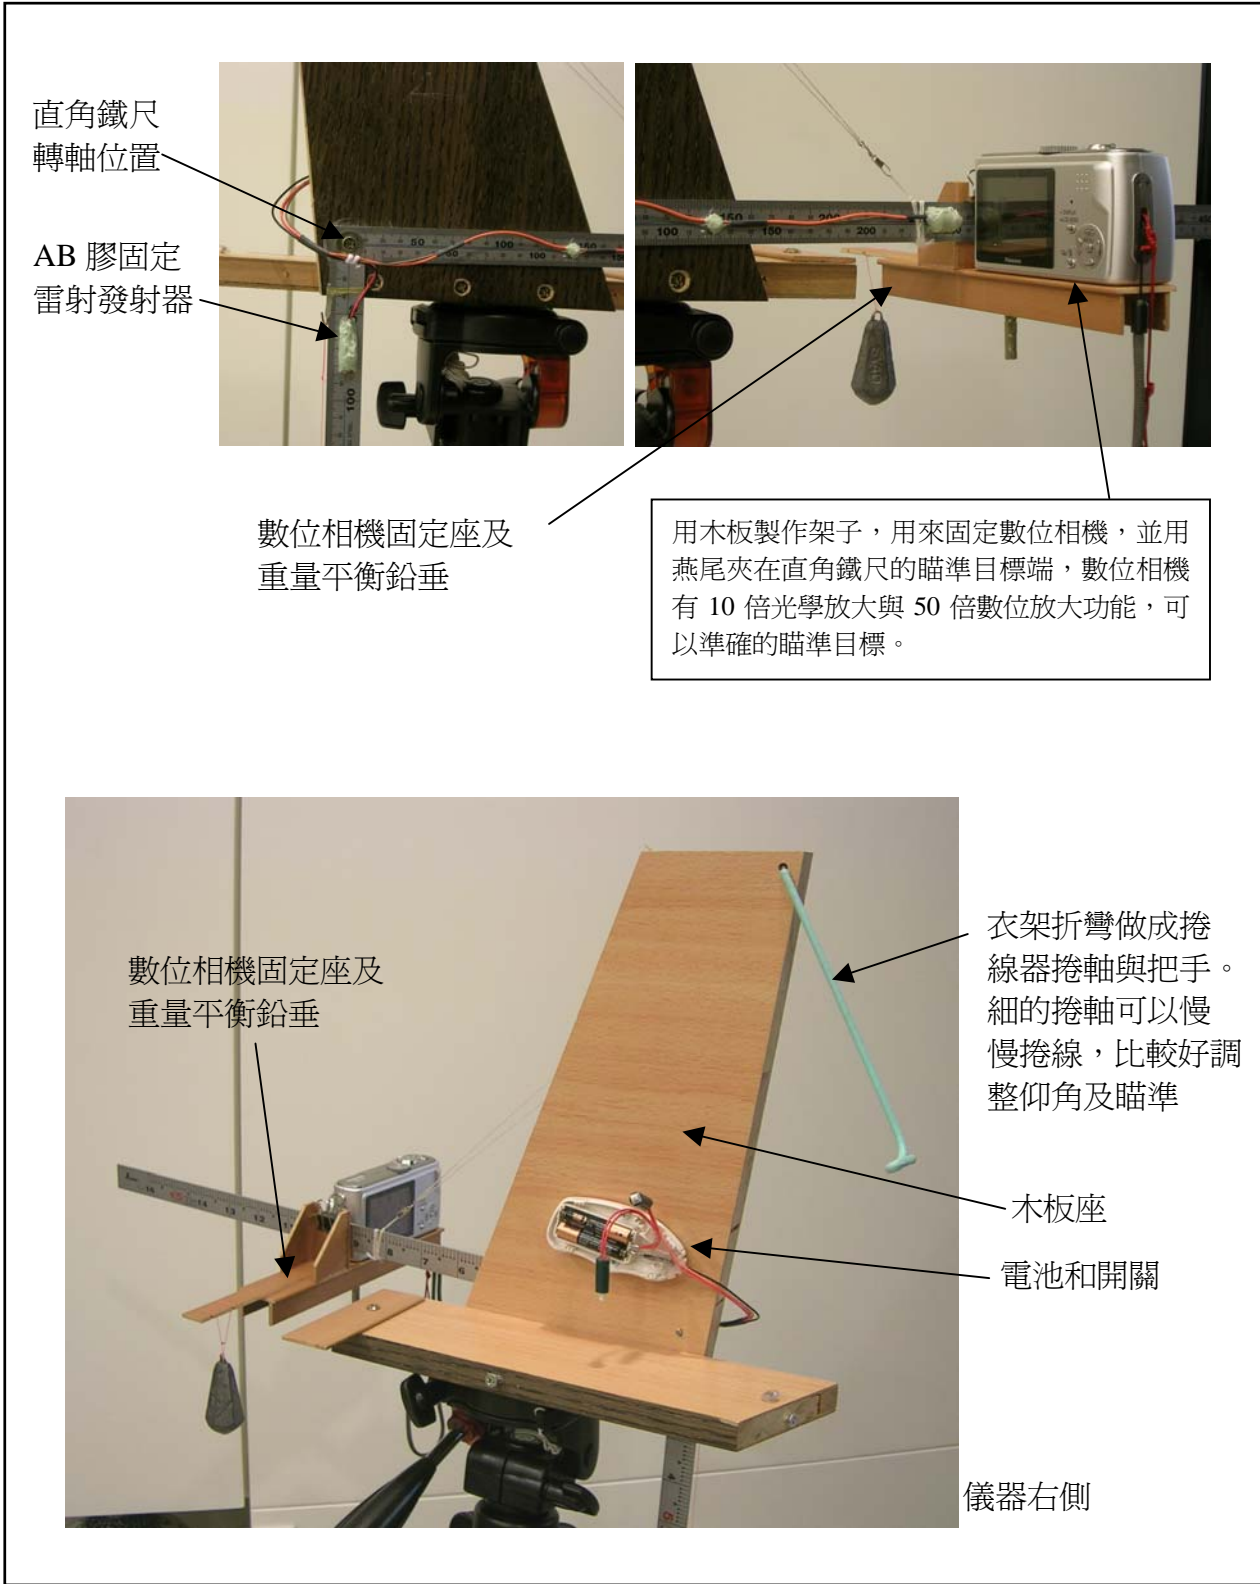 直角鐵尺
轉軸位置
AB 膠固定
雷射發射器
數位相機固定座及
重量平衡鉛垂
用木板製作架子，用來固定數位相機，並用
燕尾夾在直角鐵尺的瞄準目標端，數位相機
有 10 倍光學放大與 50 倍數位放大功能，可
以準確的瞄準目標。
數位相機固定座及
重量平衡鉛垂
衣架折彎做成捲
線器捲軸與把手。
細的捲軸可以慢
慢捲線，比較好調
整仰角及瞄準
木板座
電池和開關
儀器右側